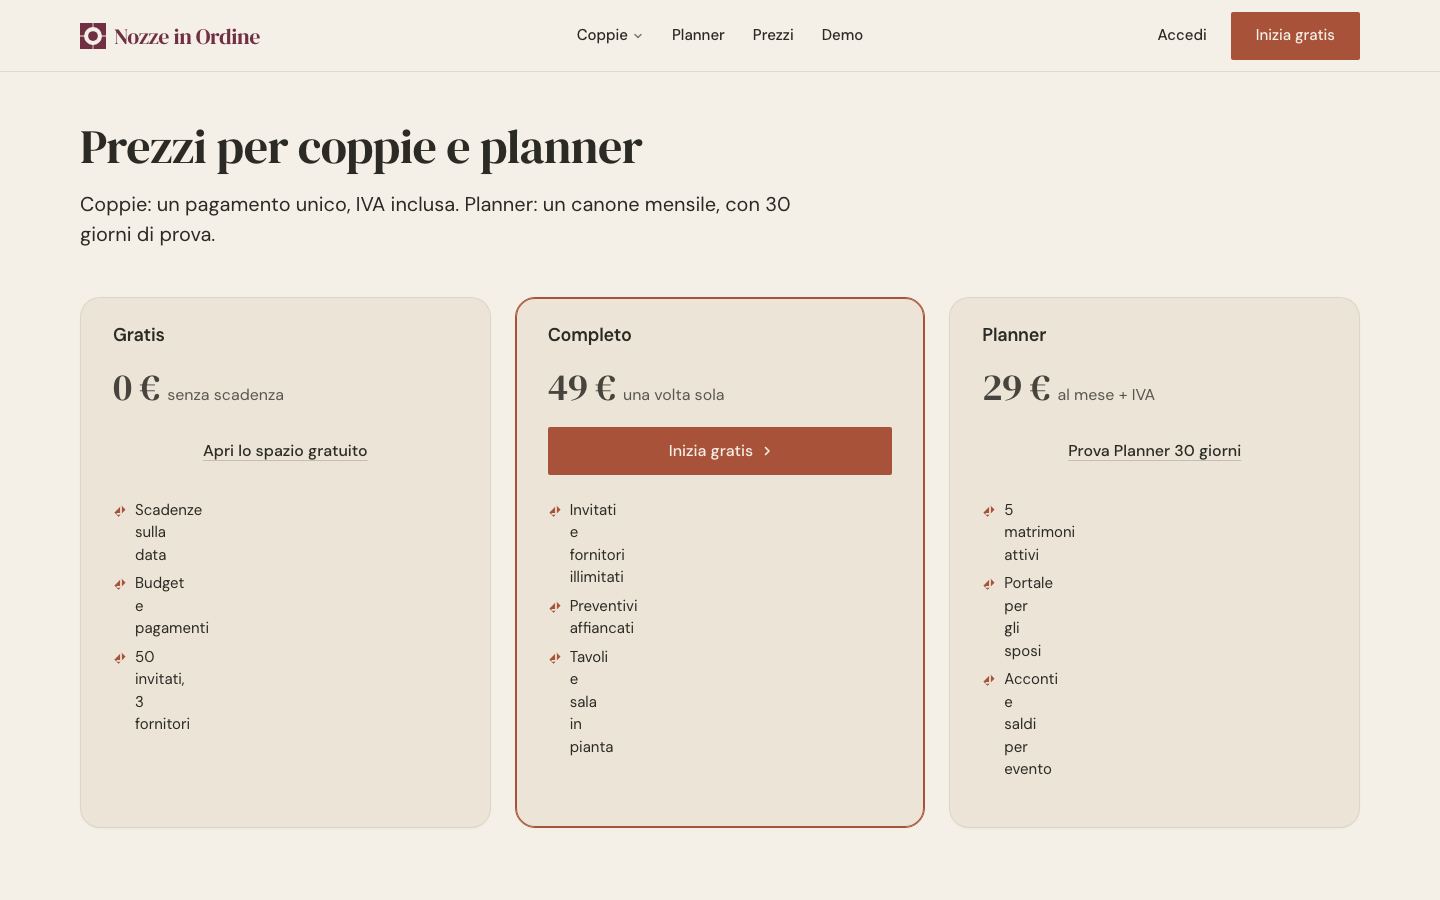 Nozze in Ordine
Coppie
Planner
Prezzi
Demo
Accedi
Inizia gratis
Prezzi per coppie e planner
Coppie: un pagamento unico, IVA inclusa. Planner: un canone mensile, con 30
giorni di prova.
Gratis
0 € senza scadenza
Apri lo spazio gratuito
Scadenze
sulla
data
Budget
e
pagamenti
50
invitati,
3
fornitori
Completo
49 € una volta sola
Inizia gratis
Invitati
e
fornitori
illimitati
Preventivi
affiancati
Tavoli
e
sala
in
pianta
Planner
29 € al mese + IVA
Prova Planner 30 giorni
5
matrimoni
attivi
Portale
per
gli
sposi
Acconti
e
saldi
per
evento